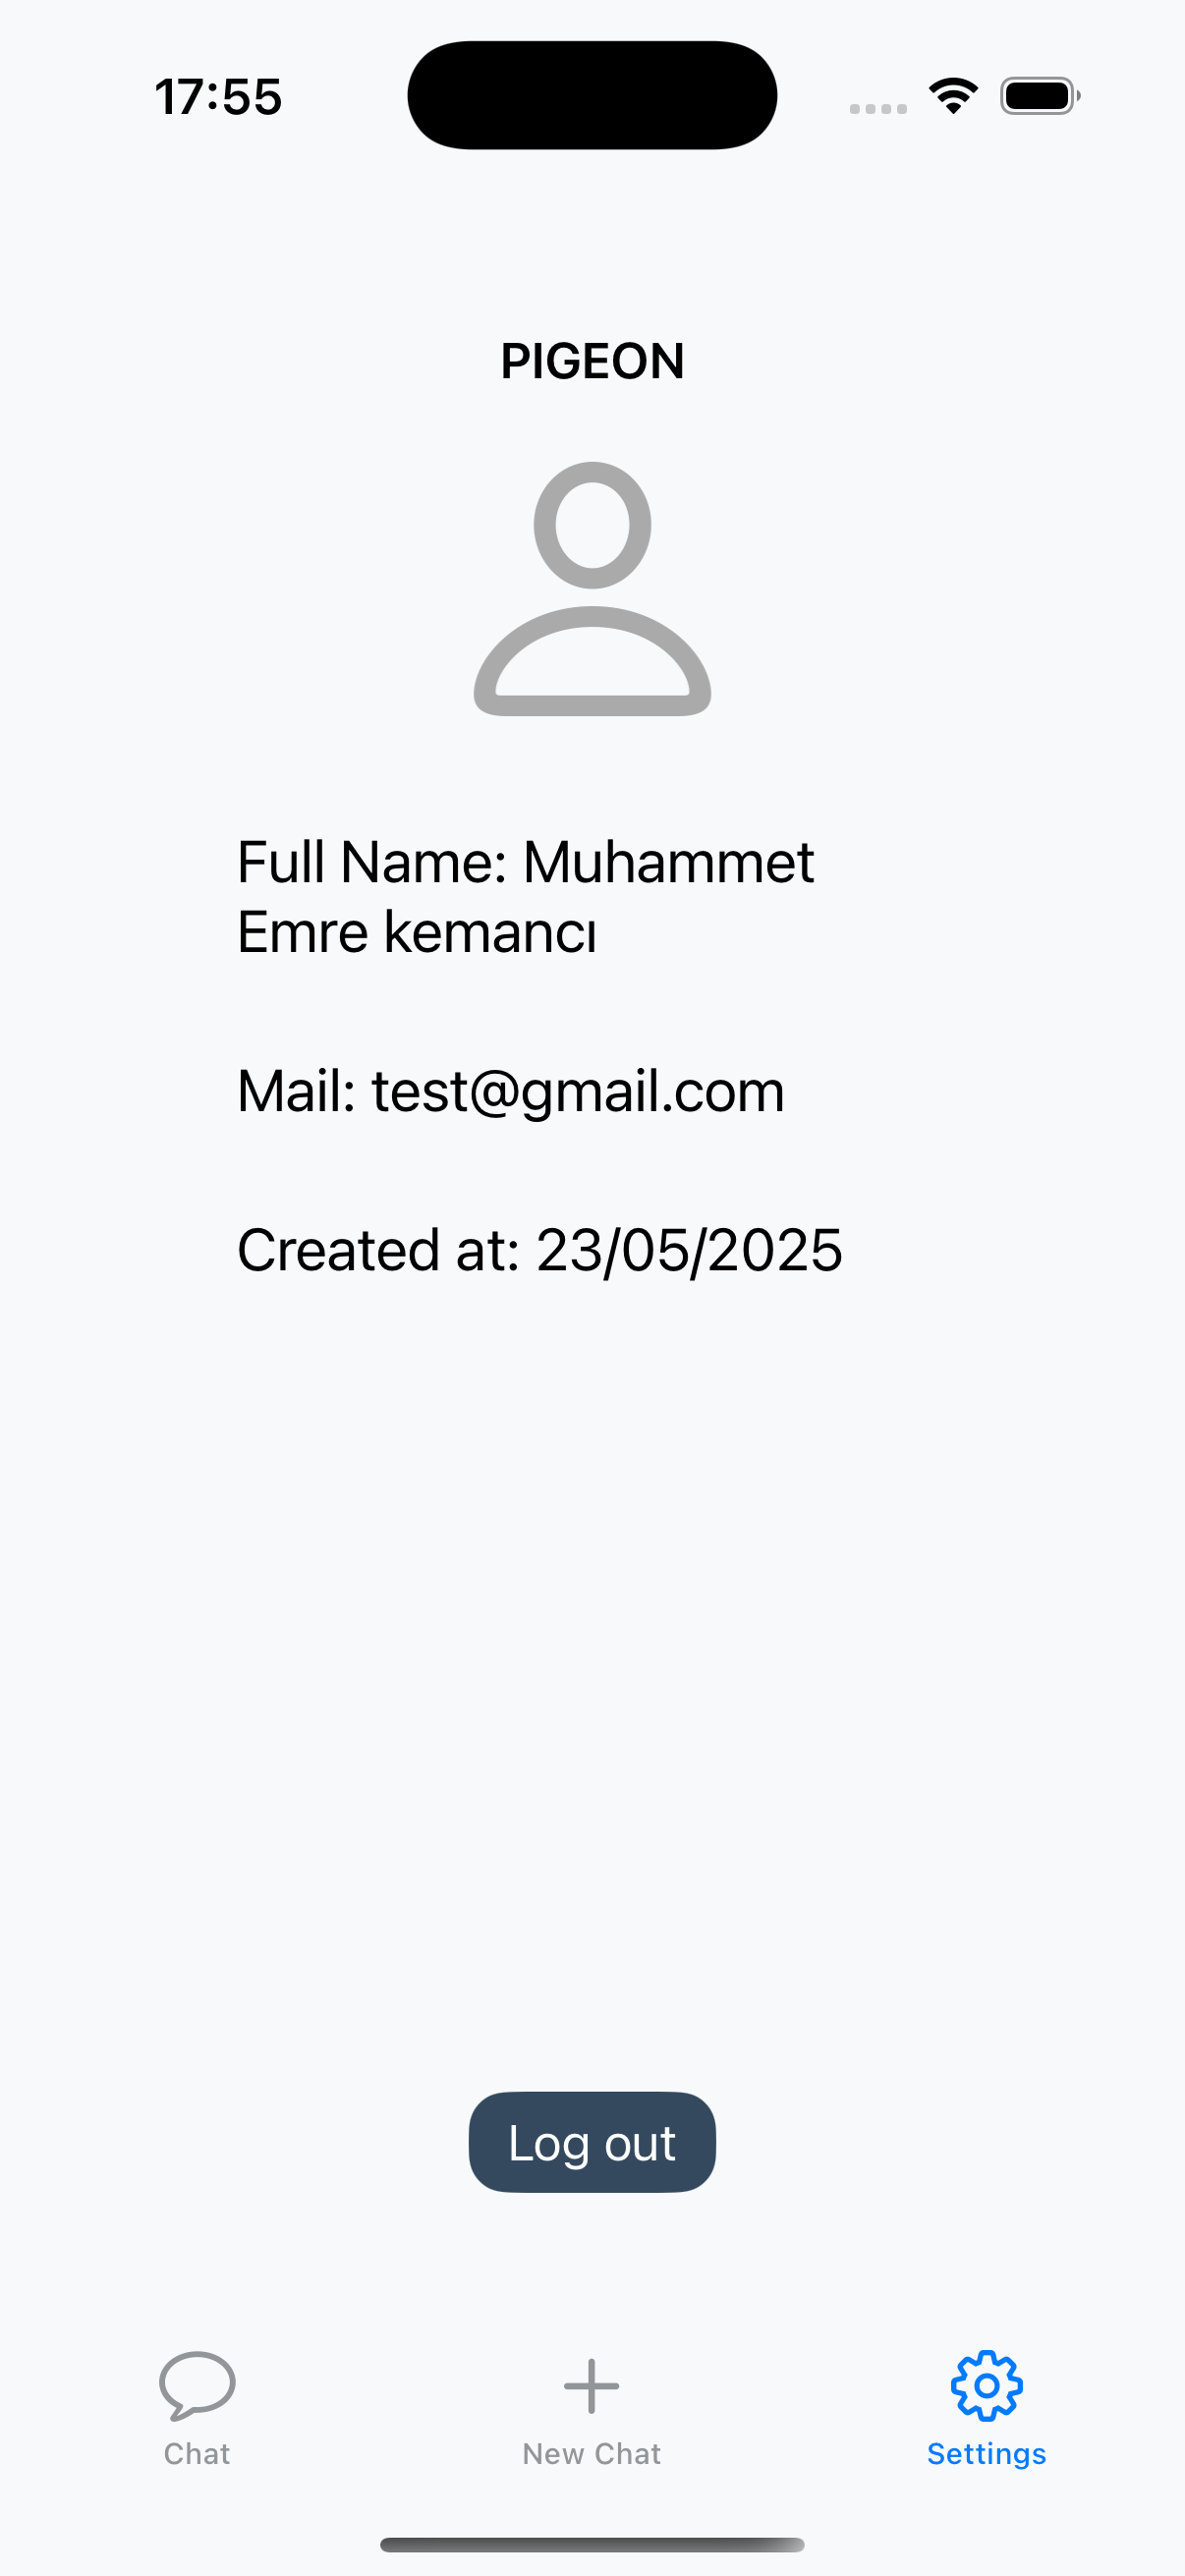 17:55
PIGEON
Full Name: Muhammet
Emre kemancı
Mail: test@gmail.com
Created at: 23/05/2025
Log out
Chat
New Chat
Settings